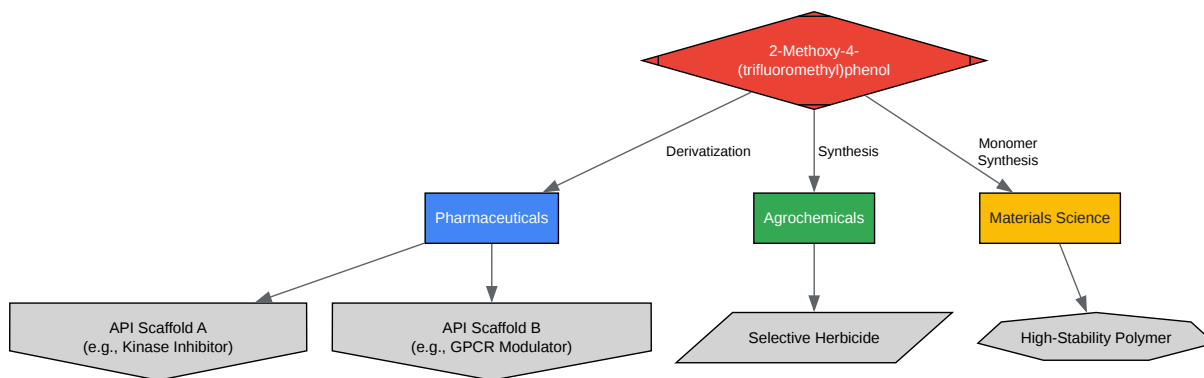 2-Methoxy-4-
(trifluoromethyl)phenol
Derivatization
Synthesis
Monomer
Synthesis
Pharmaceuticals
Agrochemicals
Materials Science
API Scaffold A
(e.g., Kinase Inhibitor)
API Scaffold B
(e.g., GPCR Modulator)
Selective Herbicide
High-Stability Polymer